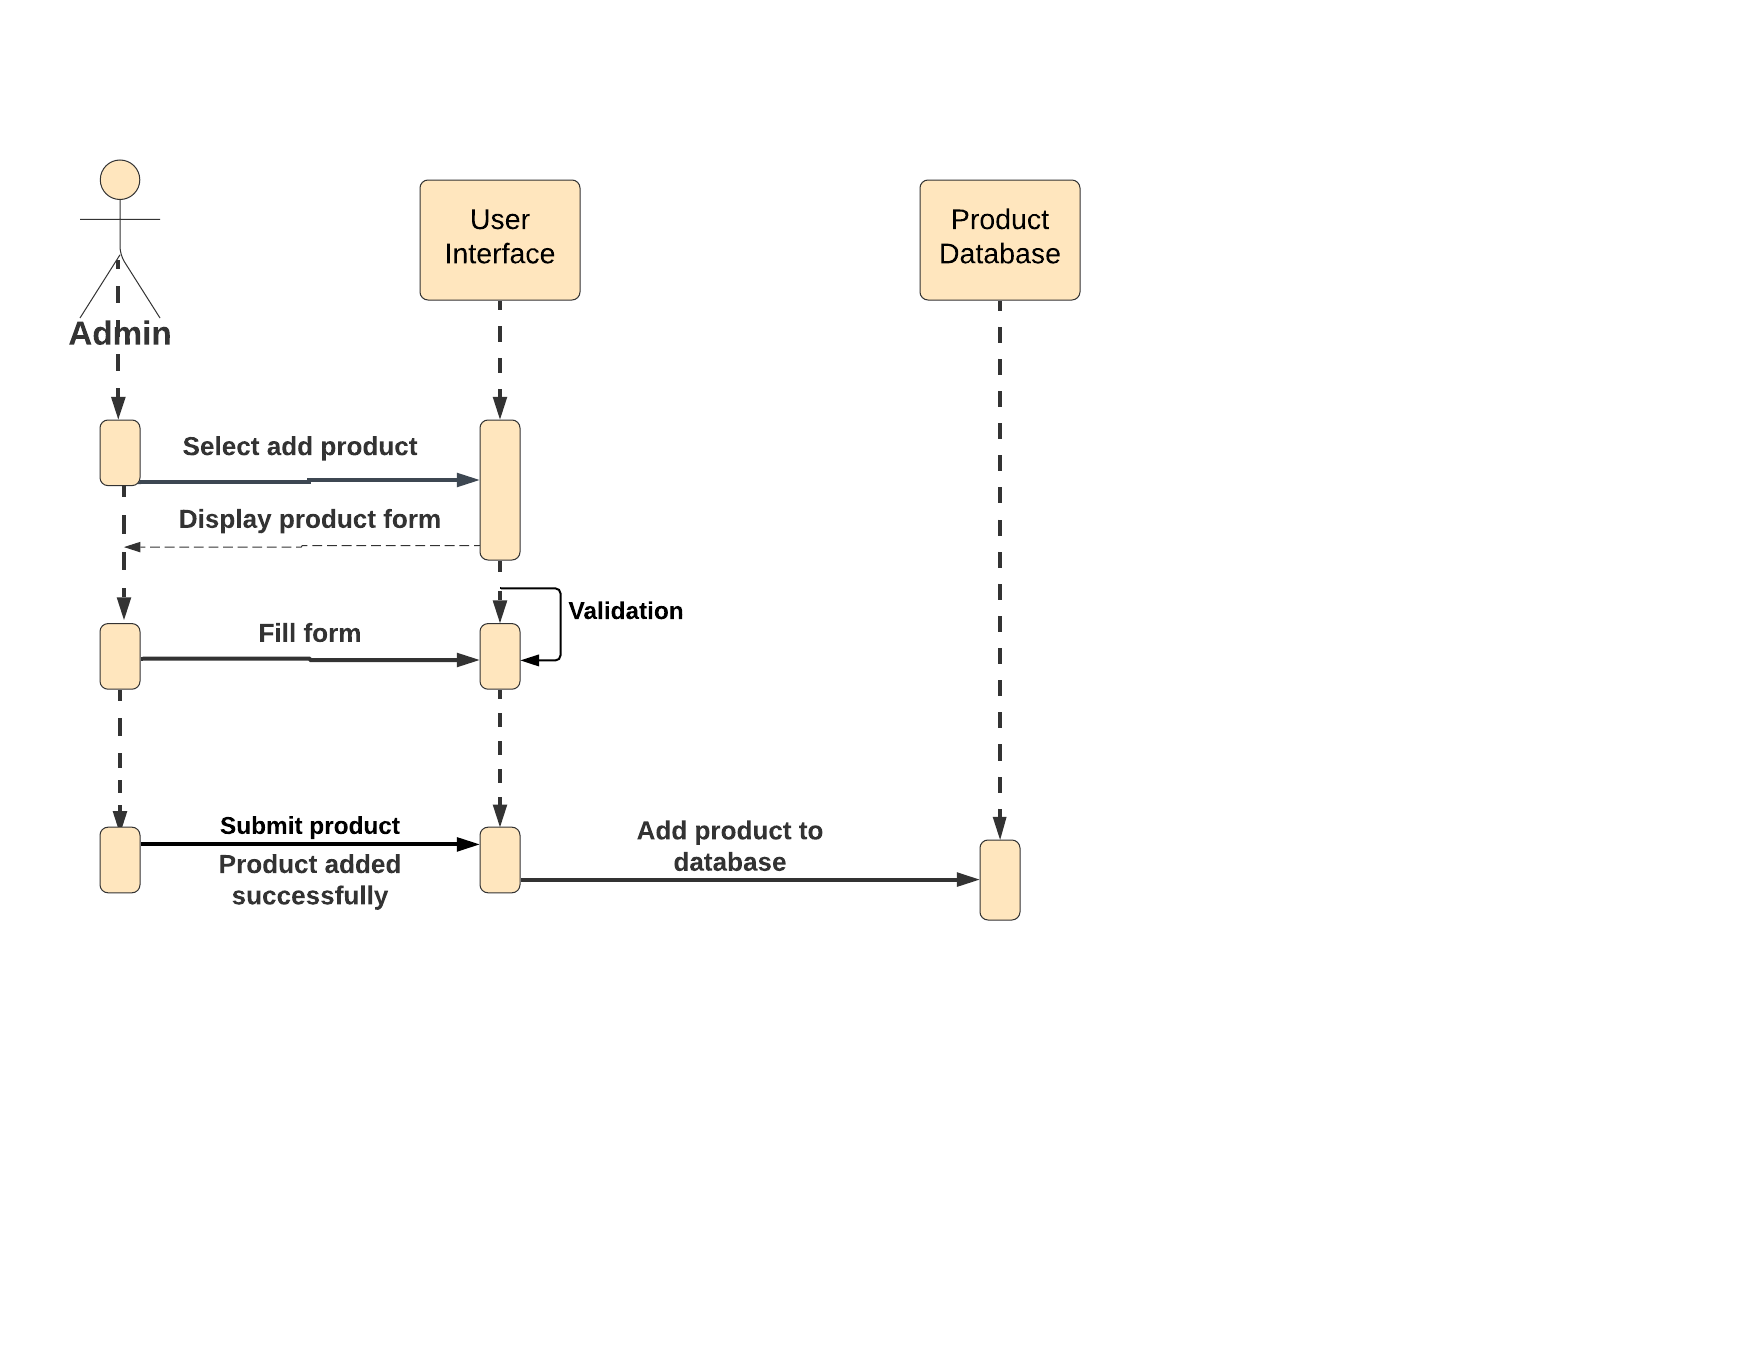 User
Interface
Product
Database
Admin
Select add product
Display product form
Validation
Fill form
Submit product
Product added
successfully
Add product to
database